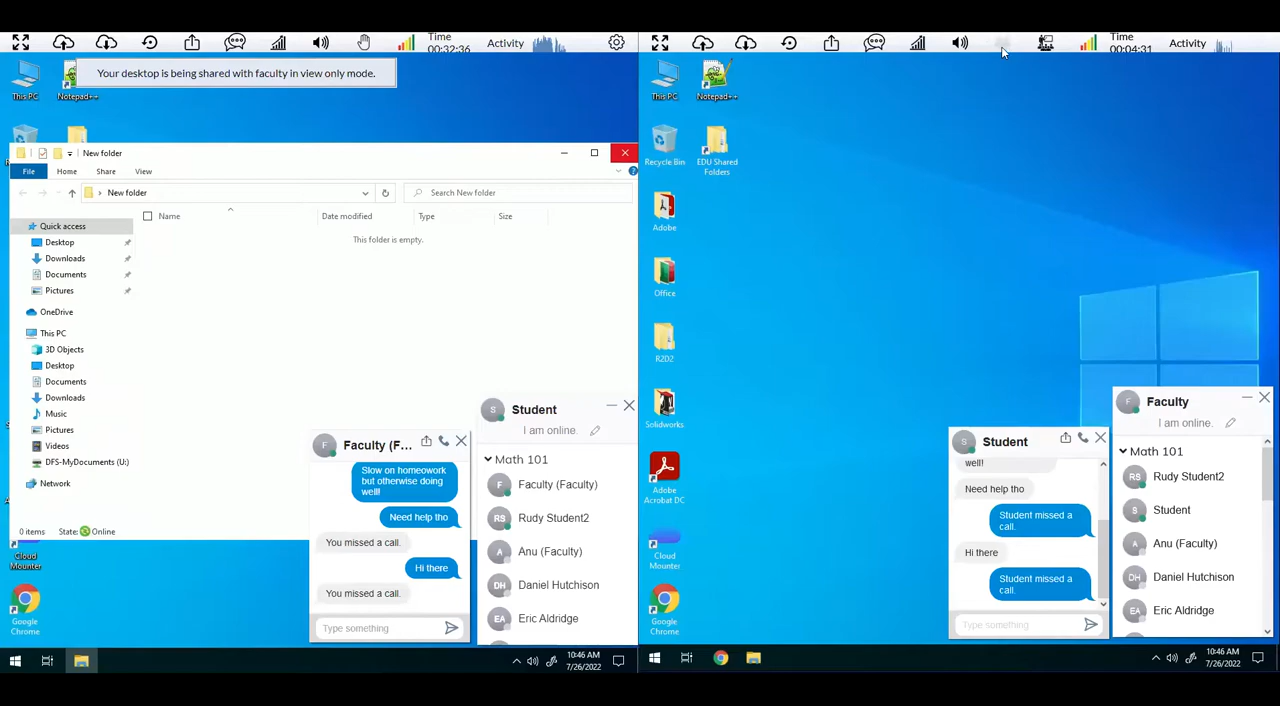 Time
00:32:36
Activity
Your desktop is being shared with faculty in view only mode.
This PC
Notepad++
New folder
File
Home
Share
View
New folder
Search New folder
Name
Date modified
Type
Size
This folder is empty.
Quick access
Desktop
Downloads
Documents
Pictures
OneDrive
This PC
3D Objects
Desktop
Documents
Downloads
Music
Pictures
Videos
DFS-MyDocuments (U:)
Network
0 items
State:
Online
Cloud
Mounter
Google
Chrome
F
Faculty (F...
Slow on homeowork
but otherwise doing
well!
Need help tho
You missed a call.
Hi there
You missed a call.
Type something
S
Student
I am online.
Math 101
F
Faculty (Faculty)
RS
Rudy Student2
A
Anu (Faculty)
DH
Daniel Hutchison
EA
Eric Aldridge
10:46 AM
7/26/2022
Time
00:04:31
Activity
This PC
Notepad++
Recycle Bin
EDU Shared
Folders
Adobe
Office
R2D2
Solidworks
Adobe
Acrobat DC
Cloud
Mounter
Google
Chrome
S
Student
well!
Need help tho
Student missed a
call.
Hi there
Student missed a
call.
Type something
F
Faculty
I am online.
Math 101
RS
Rudy Student2
S
Student
A
Anu (Faculty)
DH
Daniel Hutchison
EA
Eric Aldridge
10:46 AM
7/26/2022